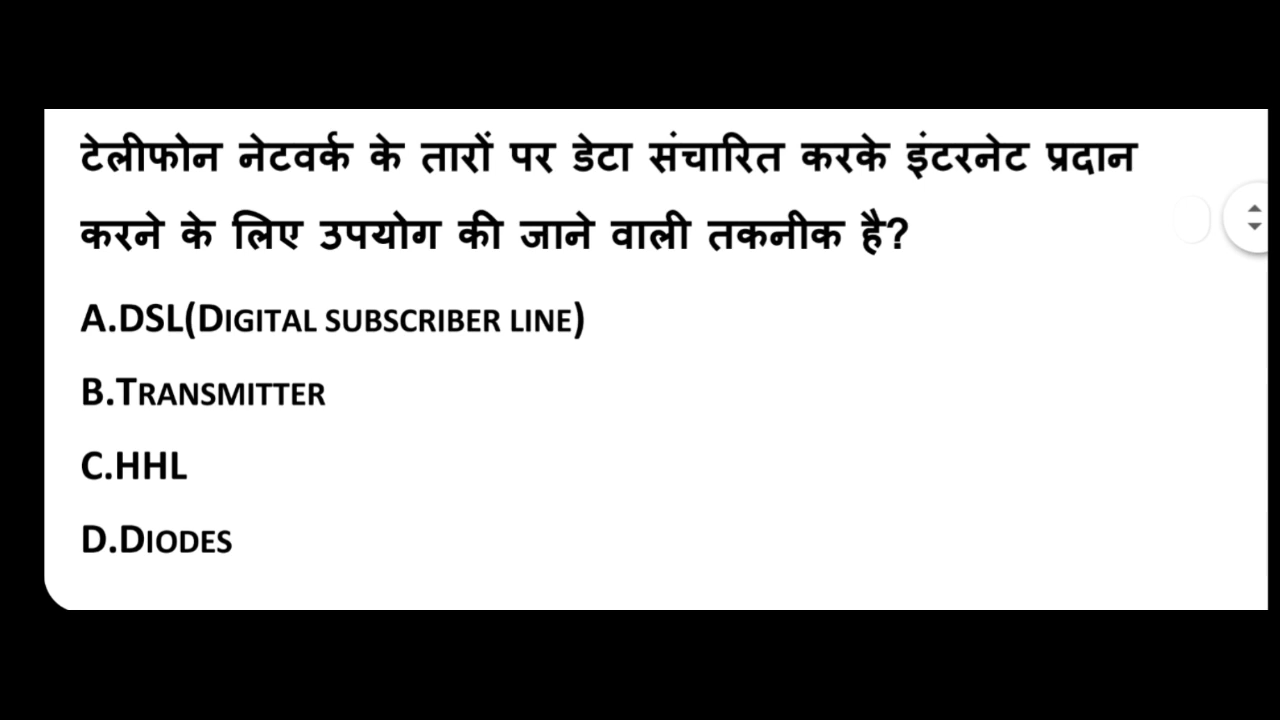 टेलीफोन नेटवर्क के तारों पर डेटा संचारित करके इंटरनेट प्रदान
करने के लिए उपयोग की जाने वाली तकनीक है?
A.DSL(DIGITAL SUBSCRIBER LINE)
B.TRANSMITTER
C.HHL
D.DIODES